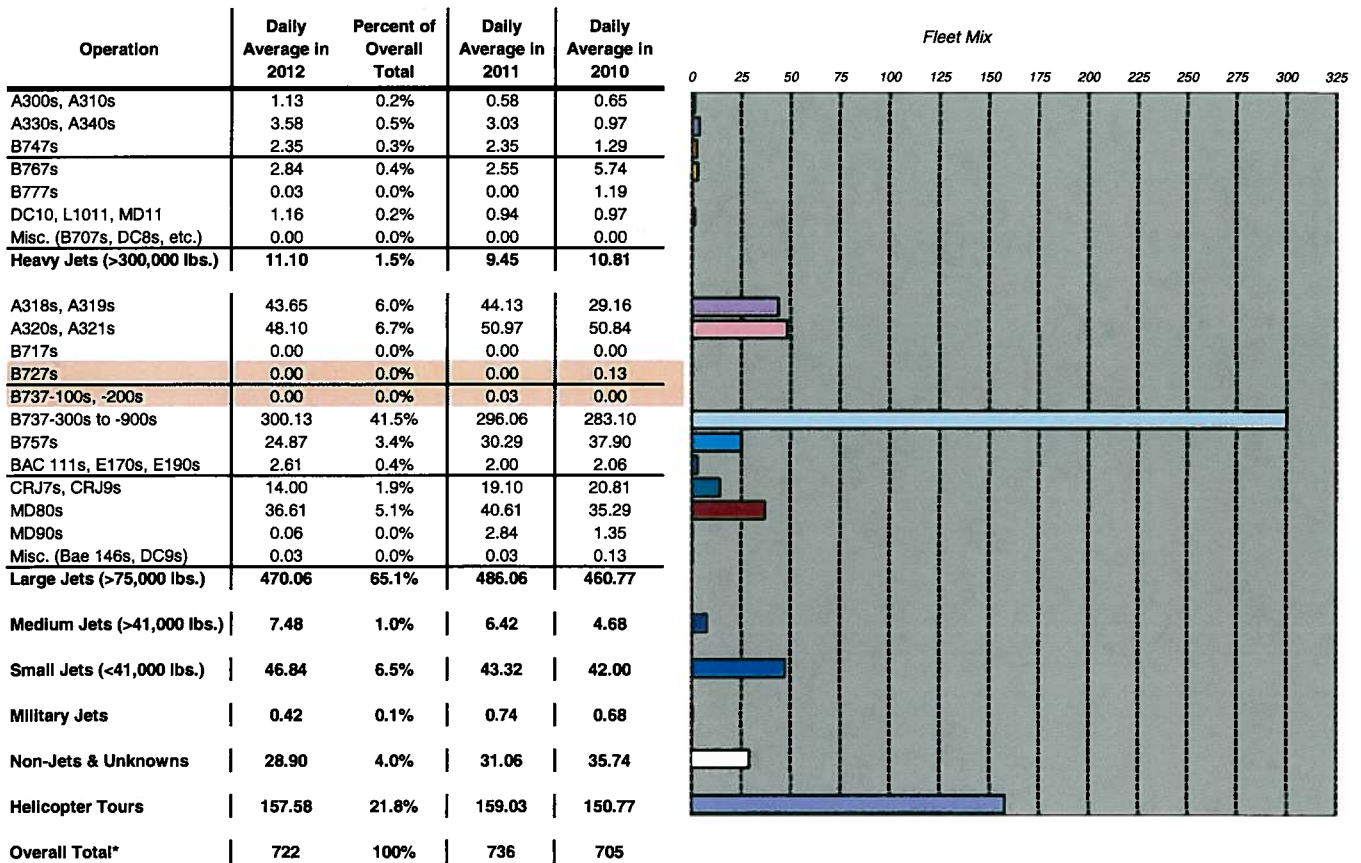 Operation Daily Average in 2012 Percent of Overall Total Daily Average in 2011 Daily Average in 2010
A300s, A310s 1.13 0.2% 0.58 0.65
A330s, A340s 3.58 0.5% 3.03 0.97
B747s 2.35 0.3% 2.35 1.29
B767s 2.84 0.4% 2.55 5.74
B777s 0.03 0.0% 0.00 1.19
DC10, L1011, MD11 1.16 0.2% 0.94 0.97
Misc. (B707s, DC8s, etc.) 0.00 0.0% 0.00 0.00
Heavy Jets (>300,000 lbs.) 11.10 1.5% 9.45 10.81
A318s, A319s 43.65 6.0% 44.13 29.16
A320s, A321s 48.10 6.7% 50.97 50.84
B717s 0.00 0.0% 0.00 0.00
B727s 0.00 0.0% 0.00 0.13
B737-100s, -200s 0.00 0.0% 0.03 0.00
B737-300s to -900s 300.13 41.5% 296.06 283.10
B757s 24.87 3.4% 30.29 37.90
BAC 111s, E170s, E190s 2.61 0.4% 2.00 2.06
CRJ7s, CRJ9s 14.00 1.9% 19.10 20.81
MD80s 36.61 5.1% 40.61 35.29
MD90s 0.06 0.0% 2.84 1.35
Misc. (Bae 146s, DC9s) 0.03 0.0% 0.03 0.13
Large Jets (>75,000 lbs.) 470.06 65.1% 486.06 460.77
Medium Jets (>41,000 lbs.) 7.48 1.0% 6.42 4.68
Small Jets (<41,000 lbs.) 46.84 6.5% 43.32 42.00
Military Jets 0.42 0.1% 0.74 0.68
Non-Jets & Unknowns 28.90 4.0% 31.06 35.74
Helicopter Tours 157.58 21.8% 159.03 150.77
Overall Total* 722 100% 736 705
Fleet Mix
0 25 50 75 100 125 150 175 200 225 250 275 300 325